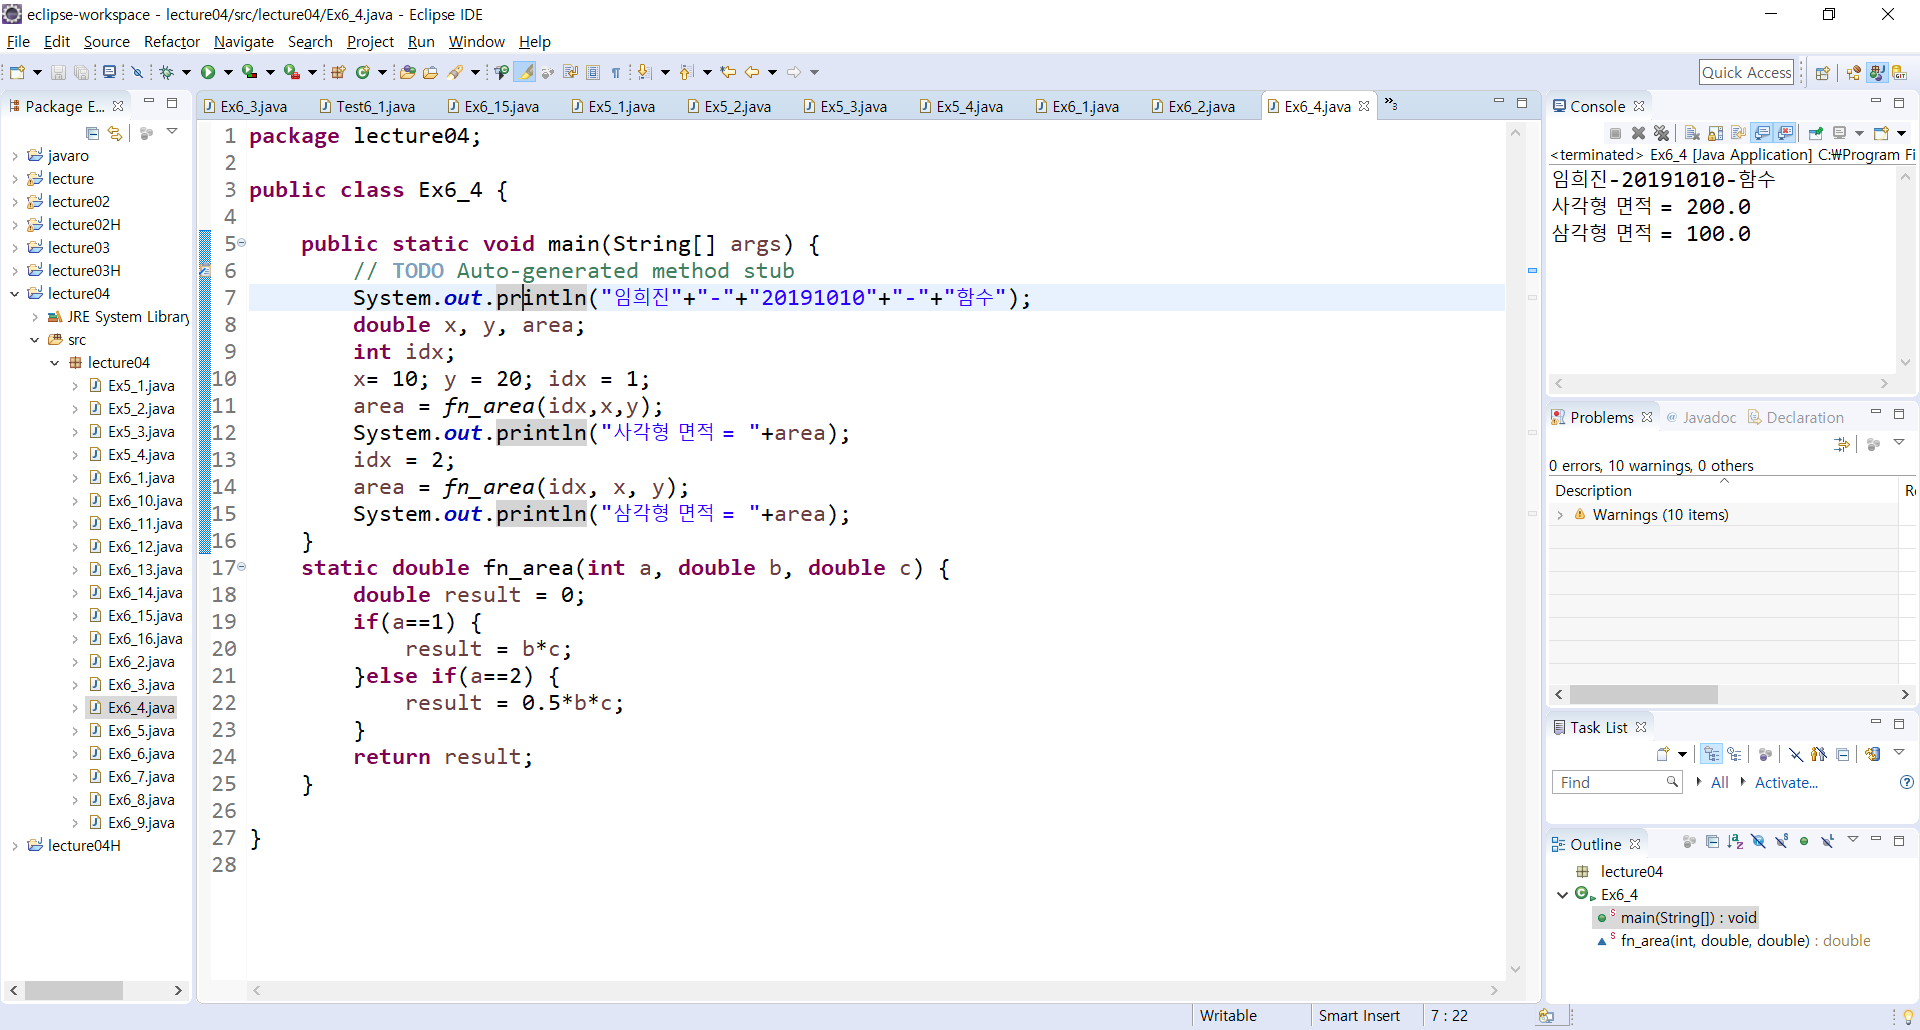 eclipse-workspace - lecture04/src/lecture04/Ex6_4.java - Eclipse IDE
File Edit Source Refactor Navigate Search Project Run Window Help
Quick Access
Package E...
javaro
lecture
lecture02
lecture02H
lecture03
lecture03H
lecture04
JRE System Library
src
lecture04
Ex5_1.java
Ex5_2.java
Ex5_3.java
Ex5_4.java
Ex6_1.java
Ex6_10.java
Ex6_11.java
Ex6_12.java
Ex6_13.java
Ex6_14.java
Ex6_15.java
Ex6_16.java
Ex6_2.java
Ex6_3.java
Ex6_4.java
Ex6_5.java
Ex6_6.java
Ex6_7.java
Ex6_8.java
Ex6_9.java
lecture04H
Ex6_3.java Test6_1.java Ex6_15.java Ex5_1.java Ex5_2.java Ex5_3.java Ex5_4.java Ex6_1.java Ex6_2.java Ex6_4.java »3
1 package lecture04;
2
3 public class Ex6_4 {
4
5 public static void main(String[] args) {
6 // TODO Auto-generated method stub
7 System.out.println("임희진"+"-"+"20191010"+"-"+"함수");
8 double x, y, area;
9 int idx;
10 x= 10; y = 20; idx = 1;
11 area = fn_area(idx,x,y);
12 System.out.println("사각형 면적 = "+area);
13 idx = 2;
14 area = fn_area(idx, x, y);
15 System.out.println("삼각형 면적 = "+area);
16 }
17 static double fn_area(int a, double b, double c) {
18 double result = 0;
19 if(a==1) {
20 result = b*c;
21 }else if(a==2) {
22 result = 0.5*b*c;
23 }
24 return result;
25 }
26
27 }
28
Console
<terminated> Ex6_4 [Java Application] C:₩Program Fi
임희진-20191010-함수
사각형 면적 = 200.0
삼각형 면적 = 100.0
Problems @ Javadoc Declaration
0 errors, 10 warnings, 0 others
Description
Warnings (10 items)
Task List
Find All Activate...
Outline
lecture04
Ex6_4
main(String[]) : void
fn_area(int, double, double) : double
Writable Smart Insert 7 : 22